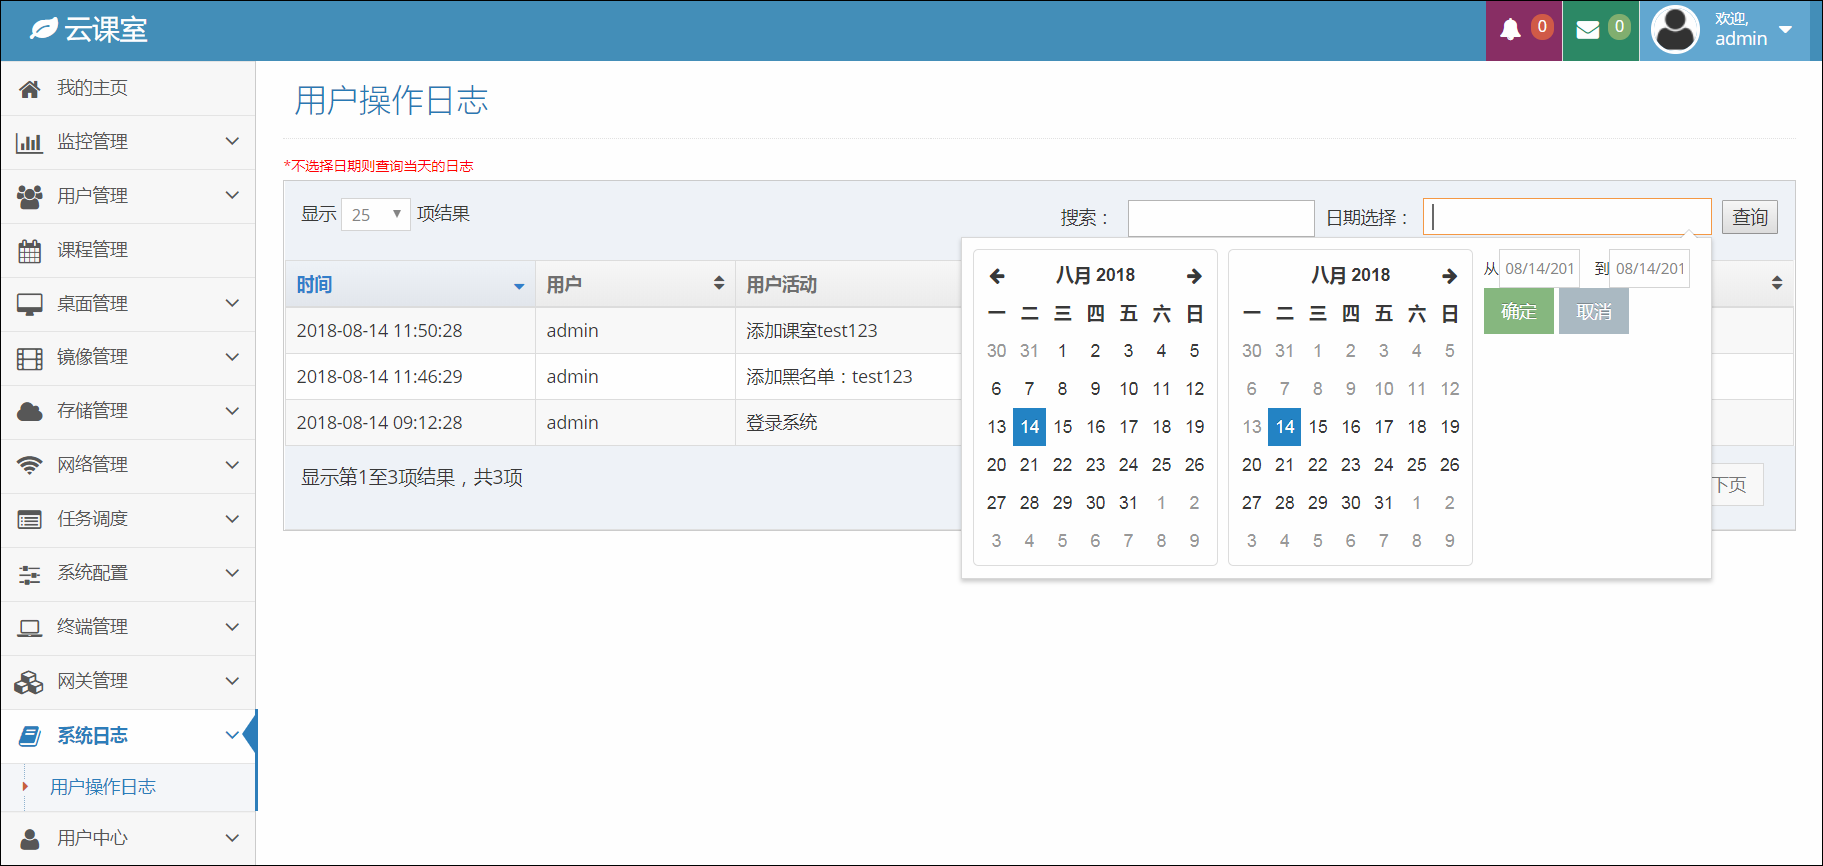 云课室
0
0
欢迎,
admin
我的主页
监控管理
用户管理
课程管理
桌面管理
镜像管理
存储管理
网络管理
任务调度
系统配置
终端管理
网关管理
系统日志
用户操作日志
用户中心
用户操作日志
*不选择日期则查询当天的日志
显示 25 项结果
搜索： 日期选择： 查询
时间 用户 用户活动
2018-08-14 11:50:28 admin 添加课室test123
2018-08-14 11:46:29 admin 添加黑名单：test123
2018-08-14 09:12:28 admin 登录系统
显示第1至3项结果，共3项
下页
八月 2018
一 二 三 四 五 六 日
30 31 1 2 3 4 5
6 7 8 9 10 11 12
13 14 15 16 17 18 19
20 21 22 23 24 25 26
27 28 29 30 31 1 2
3 4 5 6 7 8 9
八月 2018
一 二 三 四 五 六 日
30 31 1 2 3 4 5
6 7 8 9 10 11 12
13 14 15 16 17 18 19
20 21 22 23 24 25 26
27 28 29 30 31 1 2
3 4 5 6 7 8 9
从 08/14/201 到 08/14/201
确定 取消